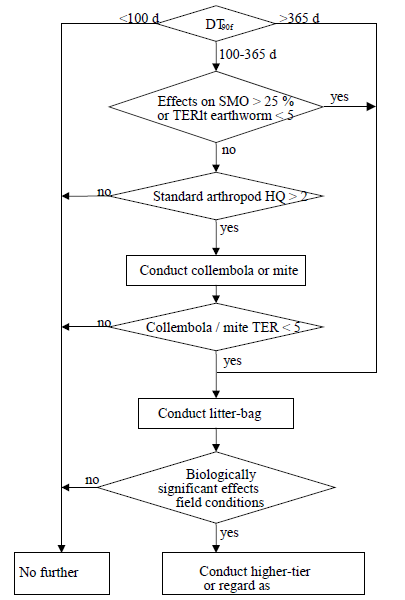 <100 d
DT90f
>365 d
100-365 d
Effects on SMO > 25 %
or TERlt earthworm < 5
yes
no
Standard arthropod HQ > 2
no
yes
Conduct collembola or mite
Collembola / mite TER < 5
no
yes
Conduct litter-bag
Biologically
significant effects
field conditions
no
yes
No further
Conduct higher-tier
or regard as